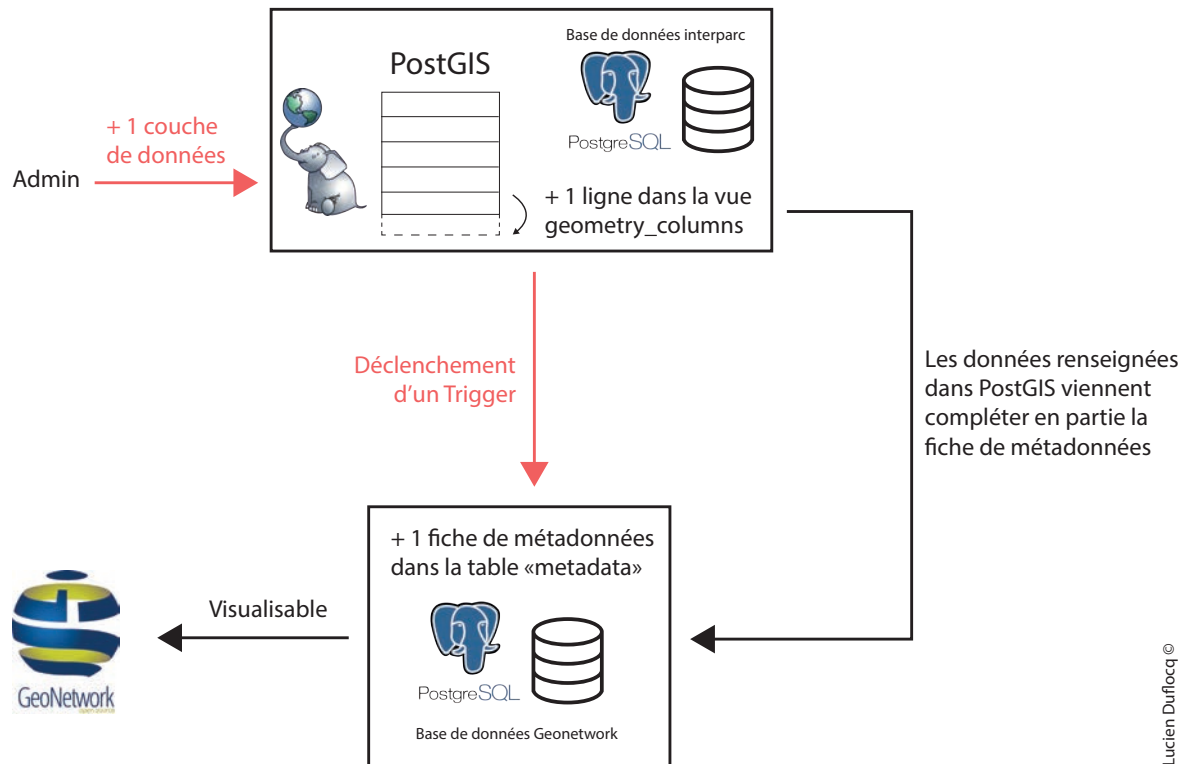 Base de données interparc
PostGIS
PostgreSQL
+ 1 couche
de données
Admin
+ 1 ligne dans la vue
geometry_columns
Déclenchement
d’un Trigger
Les données renseignées
dans PostGIS viennent
compléter en partie la
fiche de métadonnées
+ 1 fiche de métadonnées
dans la table «metadata»
Visualisable
PostgreSQL
GeoNetwork
Base de données Geonetwork
Lucien Duflocq ©